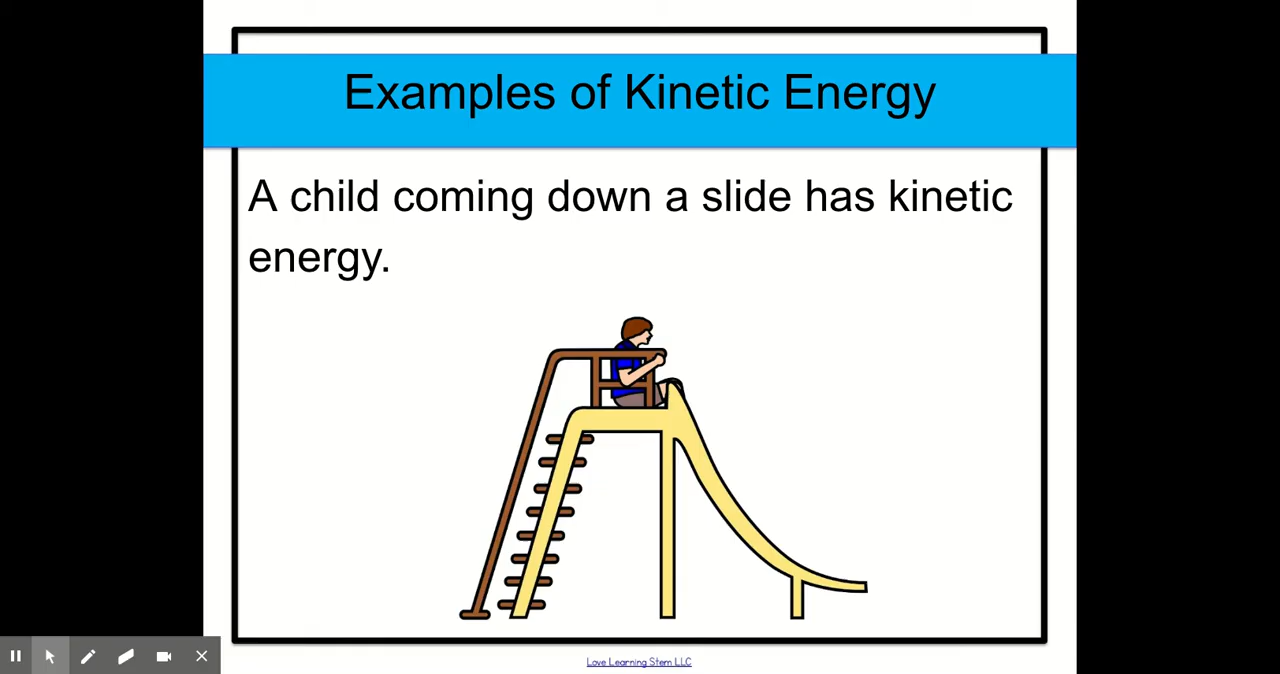 Examples of Kinetic Energy
A child coming down a slide has kinetic
energy.
Love Learning Stem LLC